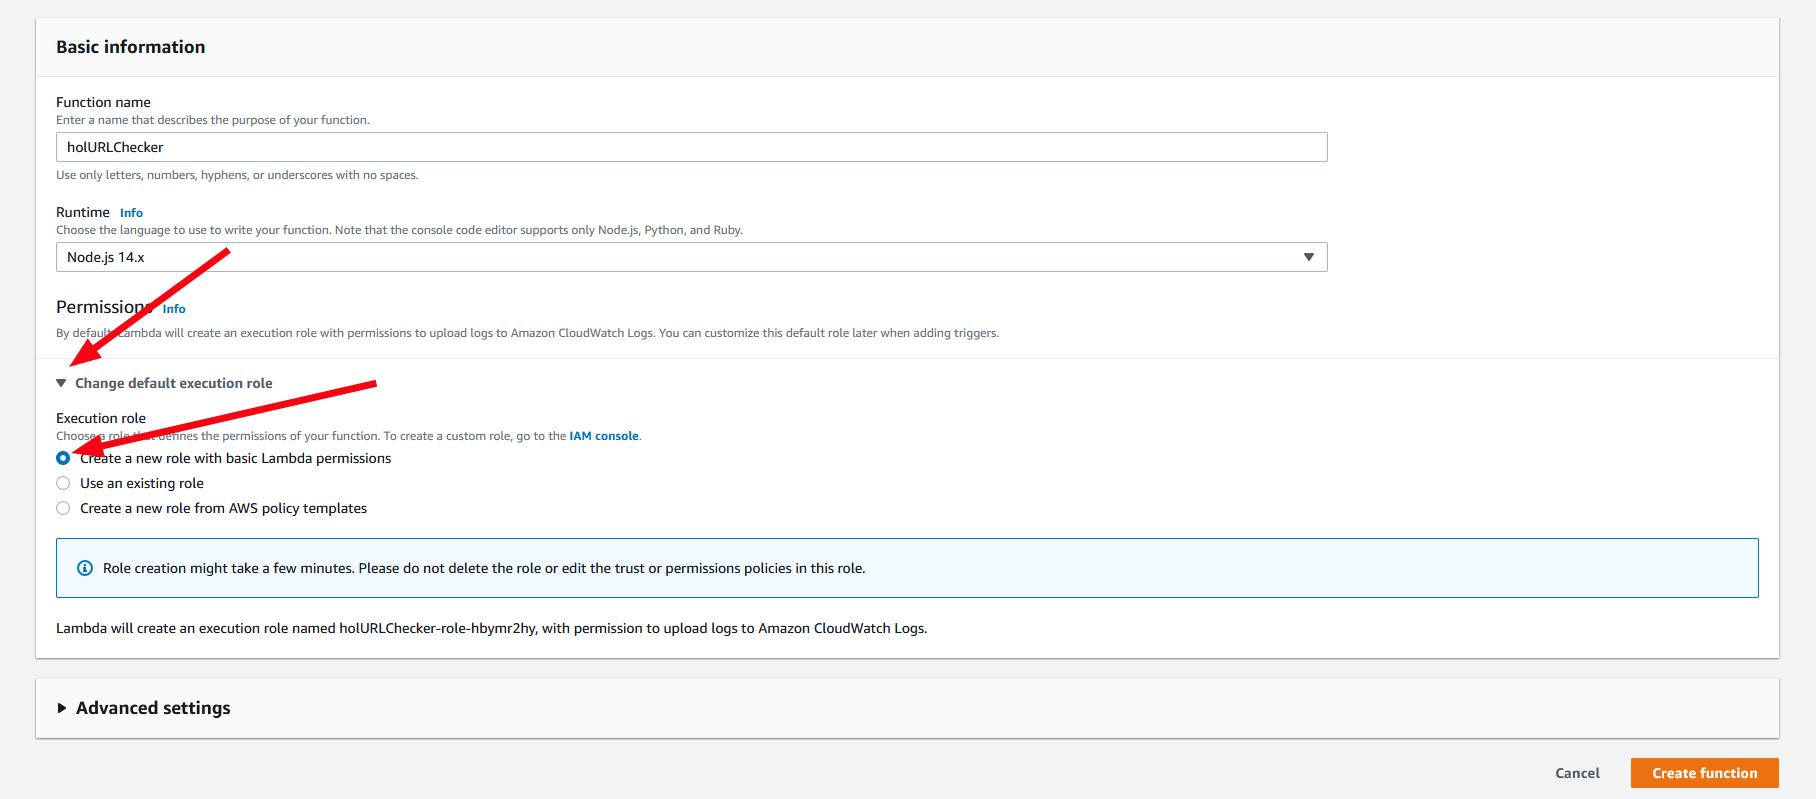 Basic information
Function name
Enter a name that describes the purpose of your function.
holURLChecker
Use only letters, numbers, hyphens, or underscores with no spaces.
Runtime Info
Choose the language to use to write your function. Note that the console code editor supports only Node.js, Python, and Ruby.
Node.js 14.x
Permissions Info
By default, Lambda will create an execution role with permissions to upload logs to Amazon CloudWatch Logs. You can customize this default role later when adding triggers.
Change default execution role
Execution role
Choose a role that defines the permissions of your function. To create a custom role, go to the IAM console.
Create a new role with basic Lambda permissions
Use an existing role
Create a new role from AWS policy templates
Role creation might take a few minutes. Please do not delete the role or edit the trust or permissions policies in this role.
Lambda will create an execution role named holURLChecker-role-hbymr2hy, with permission to upload logs to Amazon CloudWatch Logs.
Advanced settings
Cancel Create function